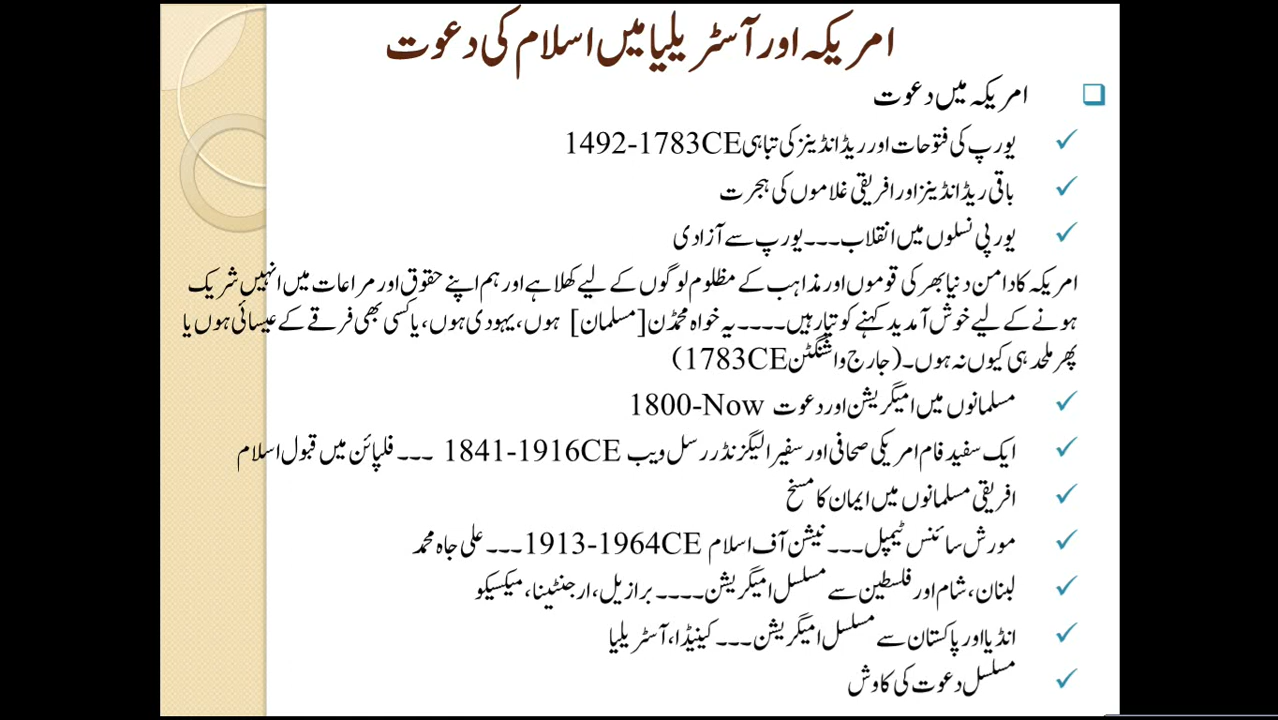 امریکہ اور آسٹریلیا میں اسلام کی دعوت
امریکہ میں دعوت
یورپ کی فتوحات اور ریڈ انڈینز کی تباہی 1492-1783CE
باقی ریڈ انڈینز اور افریقی غلاموں کی ہجرت
یورپی نسلوں میں انقلاب۔۔۔یورپ سے آزادی
امریکہ کا دامن دنیا بھر کی قوموں اور مذاہب کے مظلوم لوگوں کے لیے کھلا ہے اور ہم اپنے حقوق اور مراعات میں انہیں شریک
ہونے کے لیے خوش آمدید کہنے کو تیار ہیں۔۔۔۔یہ خواہ محمڈن [مسلمان] ہوں، یہودی ہوں، یا کسی بھی فرقے کے عیسائی ہوں یا
پھر ملحد ہی کیوں نہ ہوں۔ (جارج واشنگٹن 1783CE)
مسلمانوں میں امیگریشن اور دعوت 1800-Now
ایک سفید فام امریکی صحافی اور سفیر الیگزنڈر رسل ویب 1841-1916CE ۔۔۔ فلپائن میں قبول اسلام
افریقی مسلمانوں میں ایمان کا مسخ
مورش سائنس ٹیمپل۔۔۔ نیشن آف اسلام 1913-1964CE ۔۔۔ علی جاہ محمد
لبنان، شام اور فلسطین سے مسلسل امیگریشن۔۔۔۔ برازیل، ارجنٹینا، میکسیکو
انڈیا اور پاکستان سے مسلسل امیگریشن۔۔۔ کینیڈا، آسٹریلیا
مسلسل دعوت کی کاوش